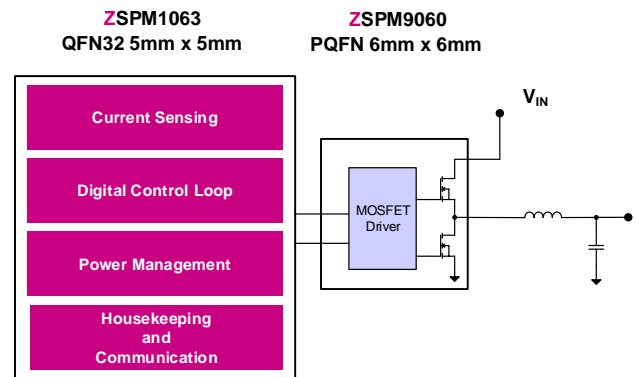 ZSPM1063
QFN32 5mm x 5mm
ZSPM9060
PQFN 6mm x 6mm
Current Sensing
Digital Control Loop
Power Management
Housekeeping
and
Communication
MOSFET
Driver
VIN